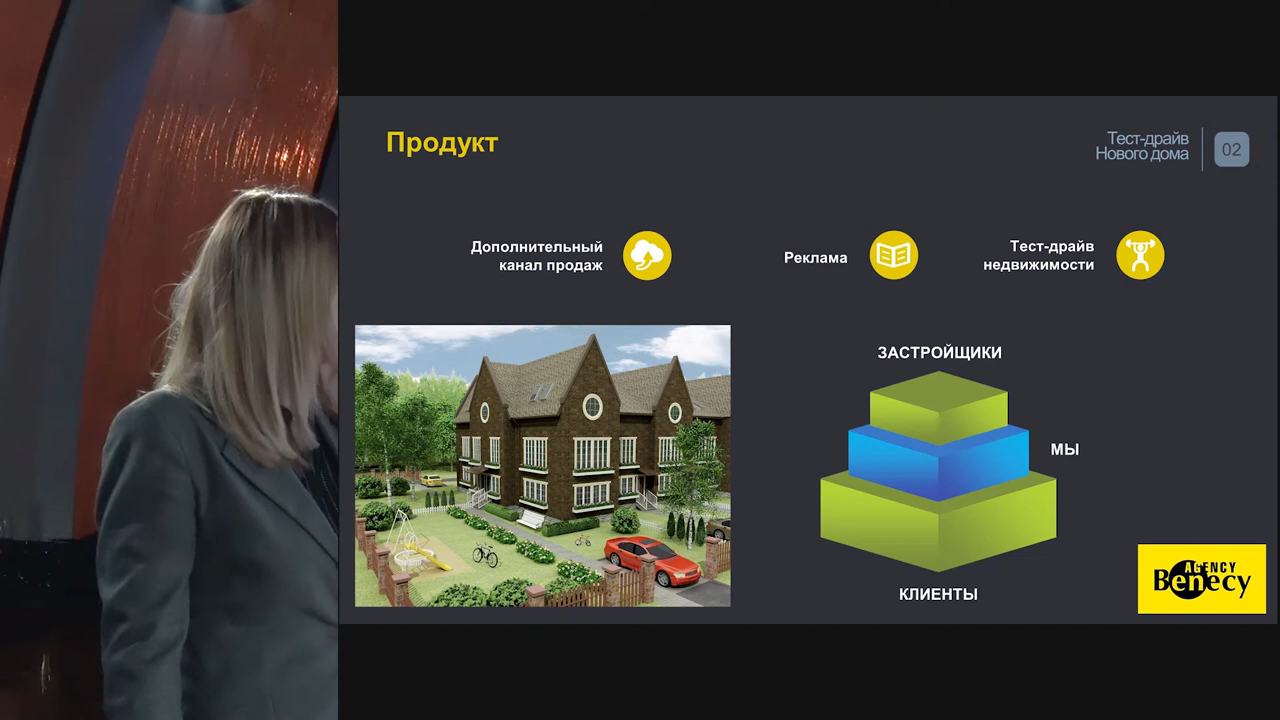 Продукт
Тест-драйв
Нового дома
02
Дополнительный
канал продаж
Реклама
Тест-драйв
недвижимости
ЗАСТРОЙЩИКИ
МЫ
КЛИЕНТЫ
AGENCY
Benecy